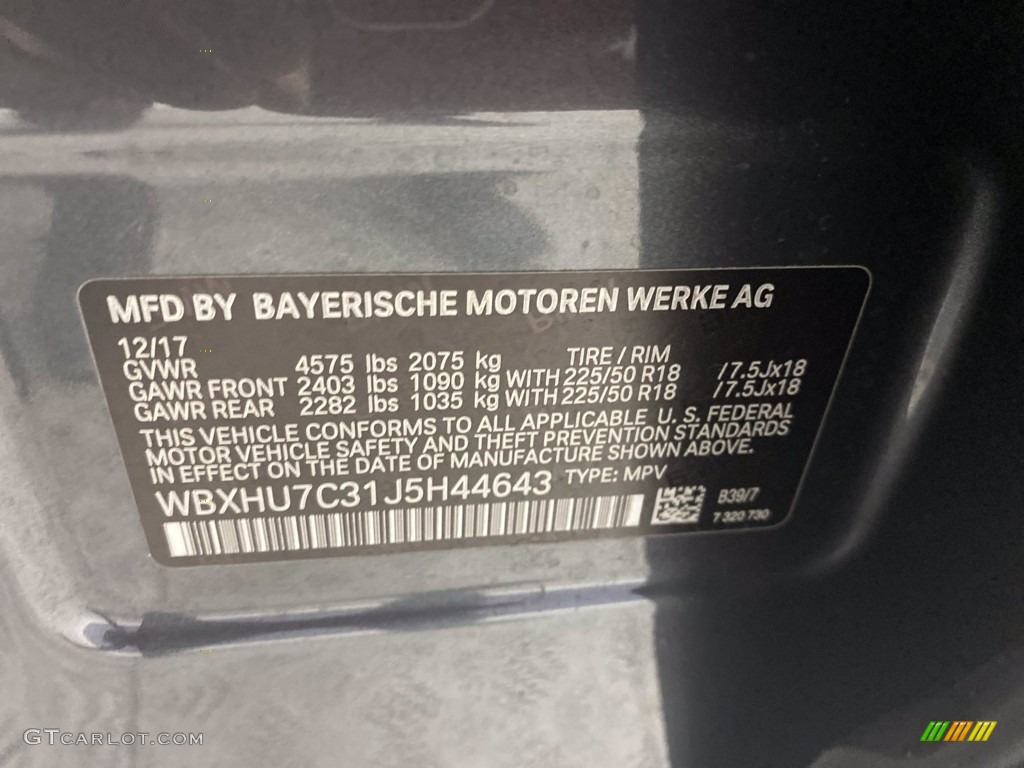 MFD BY BAYERISCHE MOTOREN WERKE AG
12/17
TIRE / RIM
GVWR 4575 lbs 2075 kg
GAWR FRONT 2403 lbs 1090 kg WITH 225/50 R18 /7.5Jx18
GAWR REAR 2282 lbs 1035 kg WITH 225/50 R18 /7.5Jx18
THIS VEHICLE CONFORMS TO ALL APPLICABLE U. S. FEDERAL
MOTOR VEHICLE SAFETY AND THEFT PREVENTION STANDARDS
IN EFFECT ON THE DATE OF MANUFACTURE SHOWN ABOVE.
WBXHU7C31J5H44643 TYPE: MPV
B39/7
7 320 730
GTCARLOT.COM